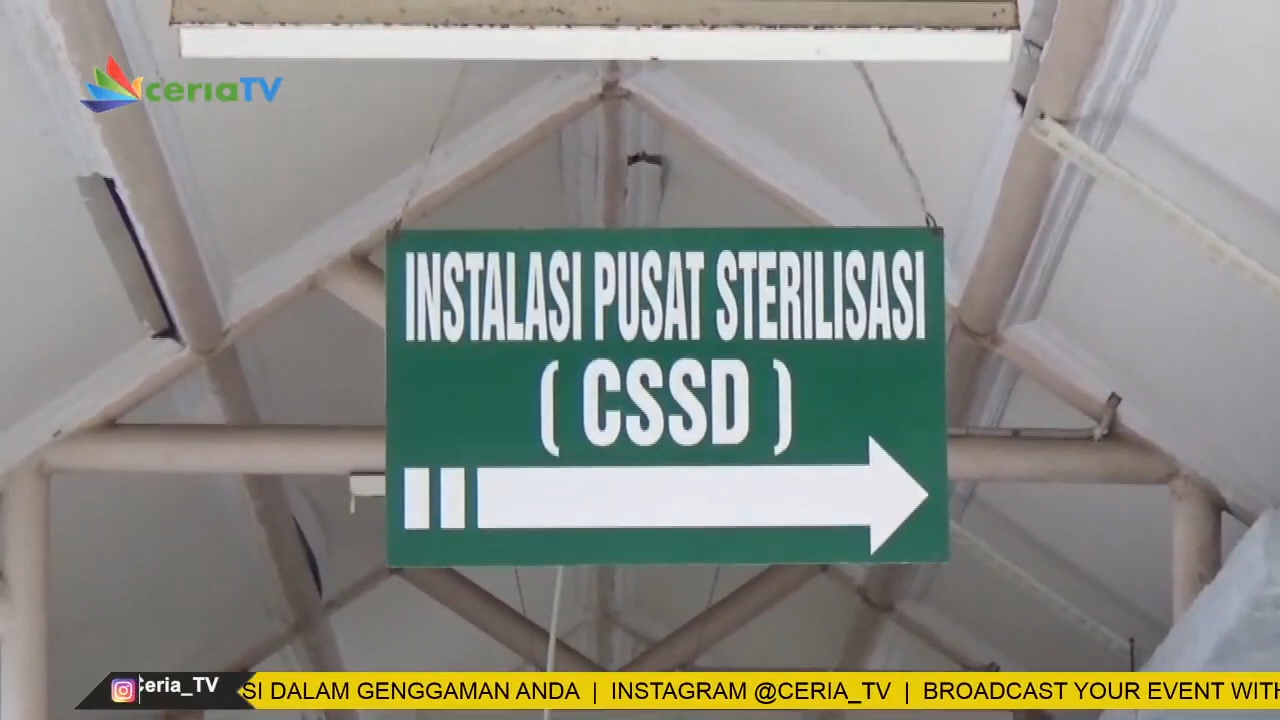 ceriaTV
INSTALASI PUSAT STERILISASI
( CSSD )
Ceria_TV
SI DALAM GENGGAMAN ANDA | INSTAGRAM @CERIA_TV | BROADCAST YOUR EVENT WITH